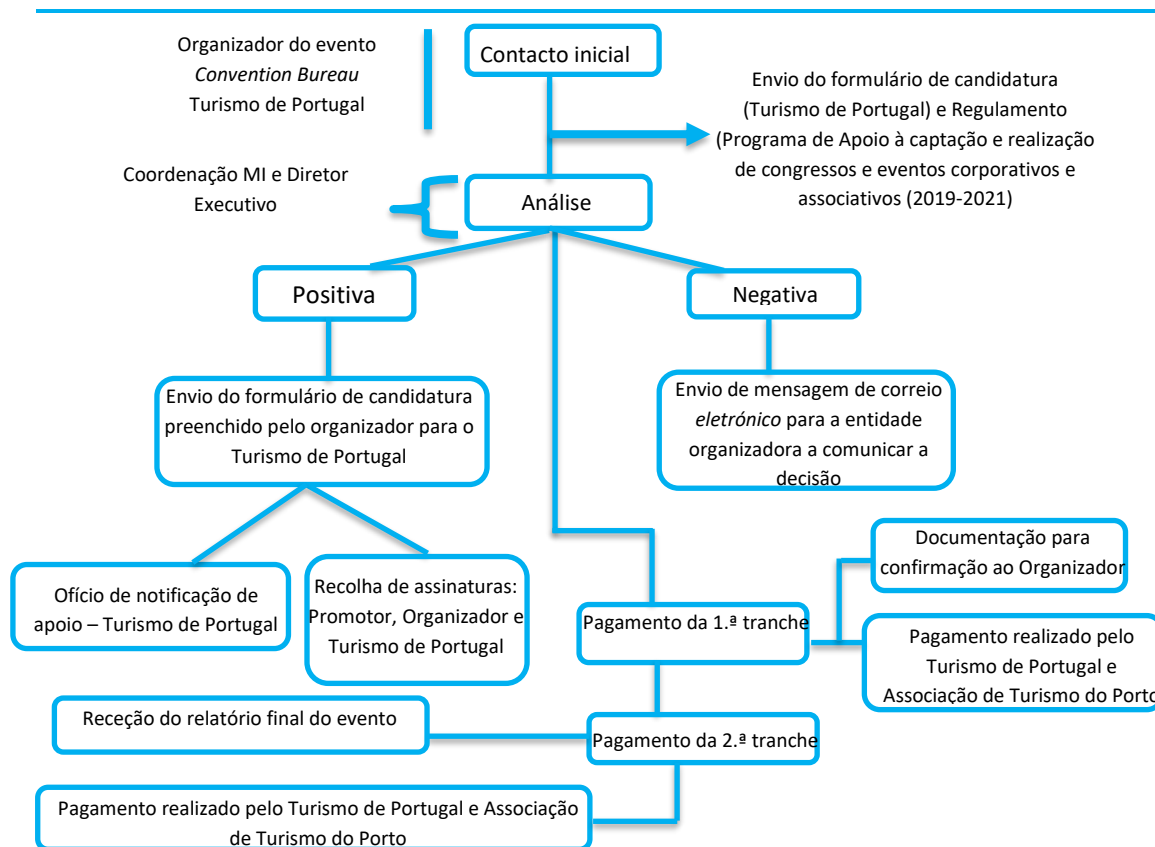 Organizador do evento
Convention Bureau
Turismo de Portugal
Contacto inicial
Envio do formulário de candidatura
(Turismo de Portugal) e Regulamento
(Programa de Apoio à captação e realização
de congressos e eventos corporativos e
associativos (2019-2021)
Coordenação MI e Diretor
Executivo
Análise
Positiva
Negativa
Envio do formulário de candidatura
preenchido pelo organizador para o
Turismo de Portugal
Envio de mensagem de correio
eletrónico para a entidade
organizadora a comunicar a
decisão
Ofício de notificação de
apoio – Turismo de Portugal
Recolha de assinaturas:
Promotor, Organizador e
Turismo de Portugal
Documentação para
confirmação ao Organizador
Pagamento da 1.ª tranche
Pagamento realizado pelo
Turismo de Portugal e
Associação de Turismo do Porto
Receção do relatório final do evento
Pagamento da 2.ª tranche
Pagamento realizado pelo Turismo de Portugal e Associação
de Turismo do Porto